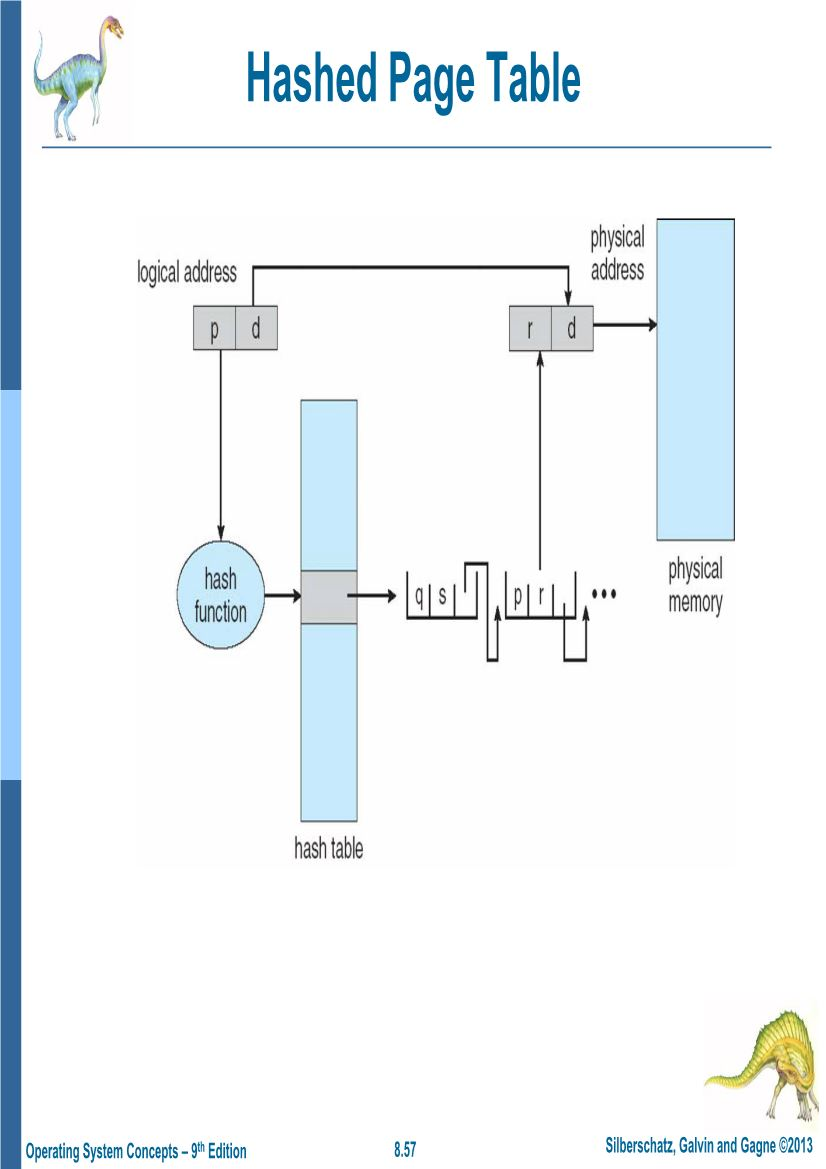 Hashed Page Table
logical address
physical
address
p d
r d
hash
function
q s
p r
•••
physical
memory
hash table
Operating System Concepts – 9th Edition
8.57
Silberschatz, Galvin and Gagne ©2013